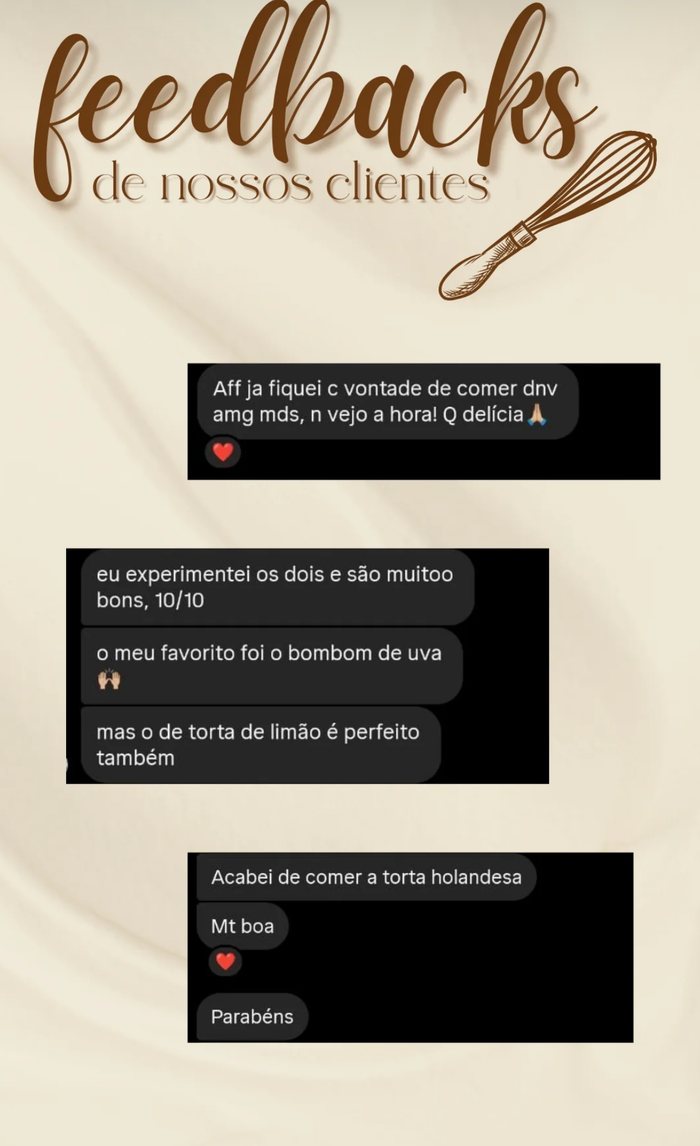 feedbacks
de nossos clientes
Aff ja fiquei c vontade de comer dnv
amg mds, n vejo a hora! Q delícia🙏🏼
❤️
eu experimentei os dois e são muitoo
bons, 10/10
o meu favorito foi o bombom de uva
🙌🏼
mas o de torta de limão é perfeito
também
Acabei de comer a torta holandesa
Mt boa
❤️
Parabéns